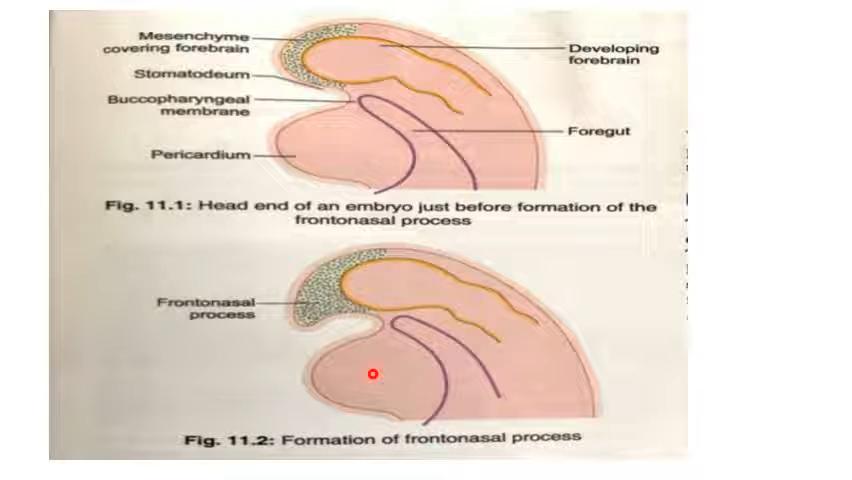 Mesenchyme
covering forebrain
Stomatodeum
Buccopharyngeal
membrane
Pericardium
Developing
forebrain
Foregut
Fig. 11.1: Head end of an embryo just before formation of the
frontonasal process
Frontonasal
process
Fig. 11.2: Formation of frontonasal process